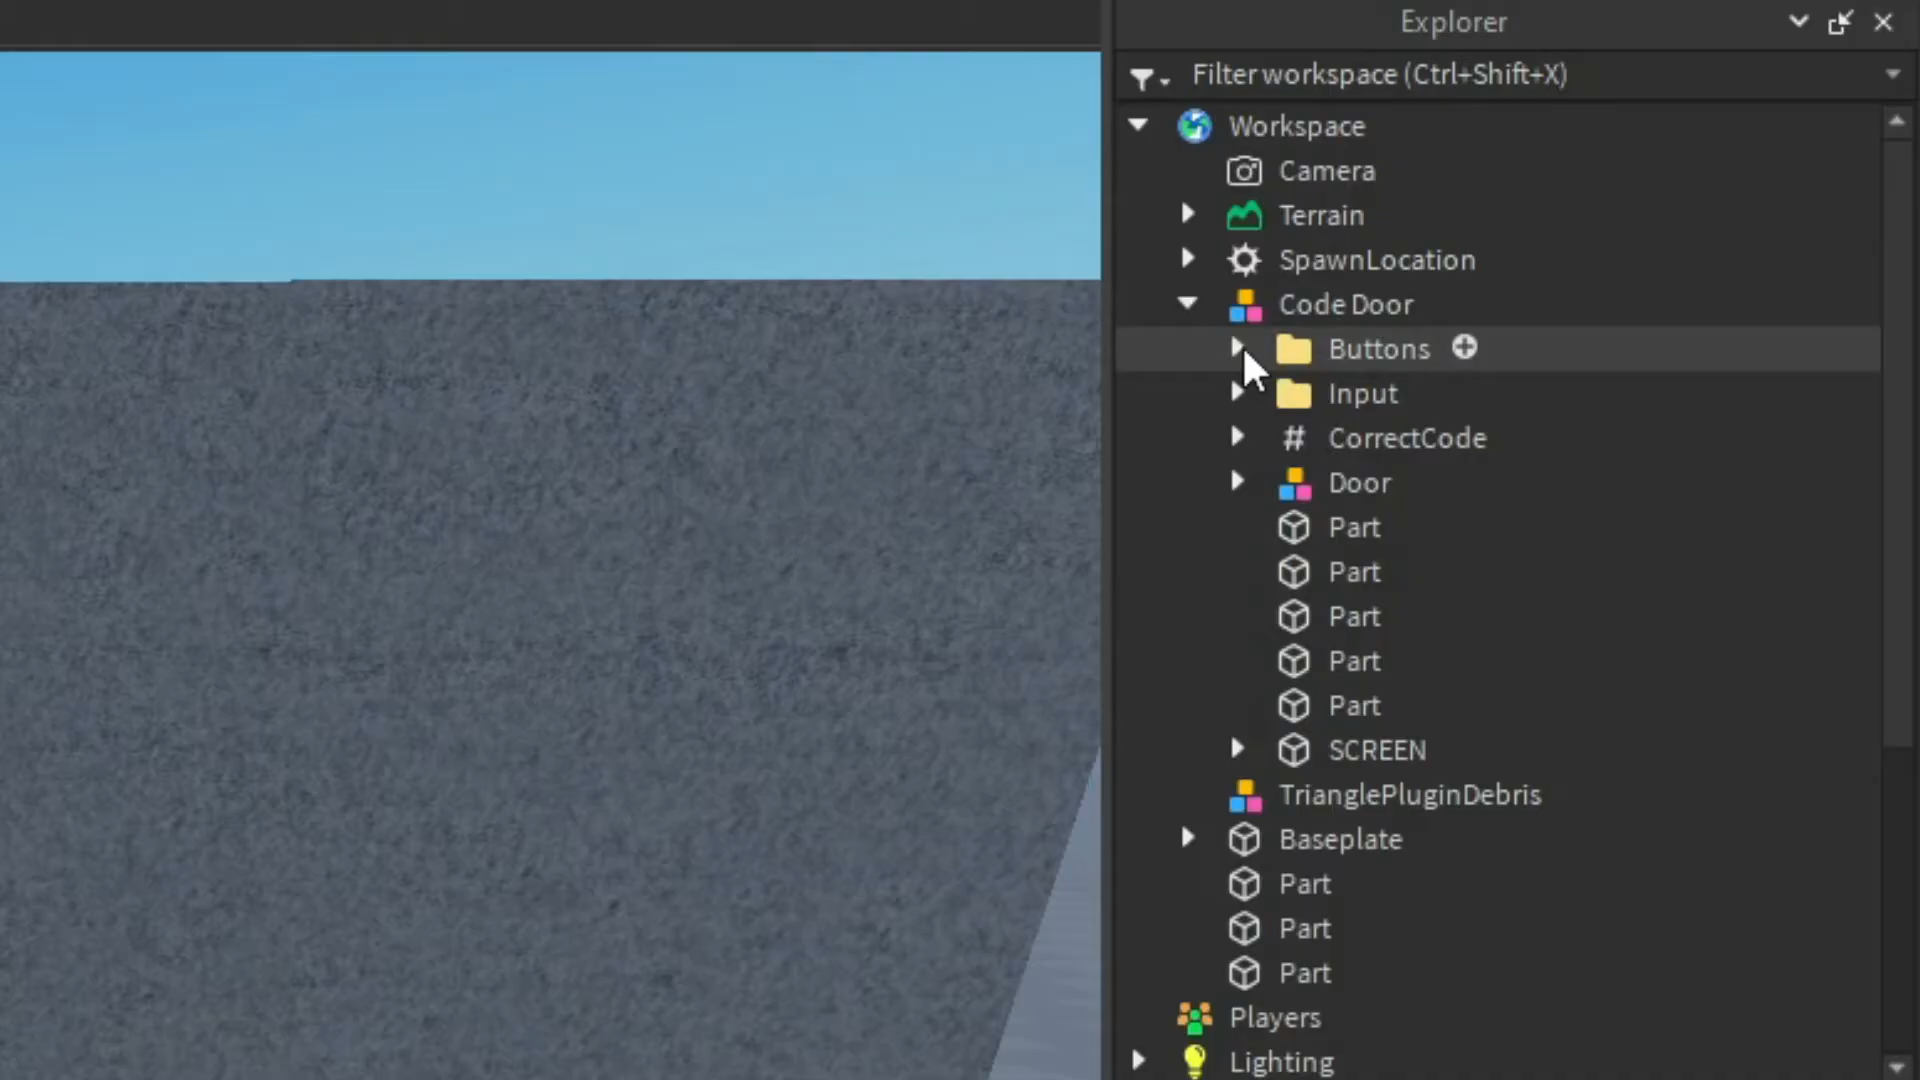 Explorer
Filter workspace (Ctrl+Shift+X)
Workspace
Camera
Terrain
SpawnLocation
Code Door
Buttons
Input
# CorrectCode
Door
Part
Part
Part
Part
Part
SCREEN
TrianglePluginDebris
Baseplate
Part
Part
Part
Players
Lighting